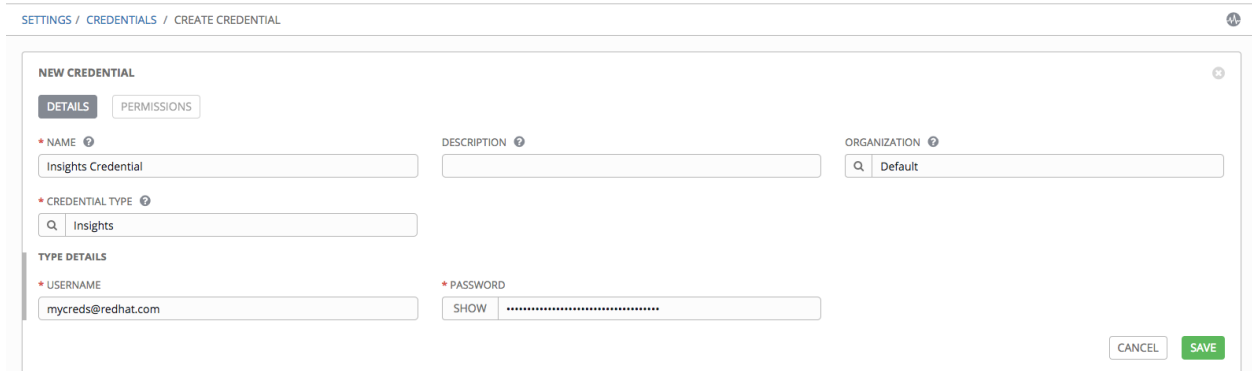 SETTINGS / CREDENTIALS / CREATE CREDENTIAL
NEW CREDENTIAL
DETAILS PERMISSIONS
* NAME ? DESCRIPTION ? ORGANIZATION ?
Insights Credential Default
* CREDENTIAL TYPE ?
Insights
TYPE DETAILS
* USERNAME * PASSWORD
mycreds@redhat.com SHOW ••••••••••••••••••••••••••••••••••••
CANCEL SAVE